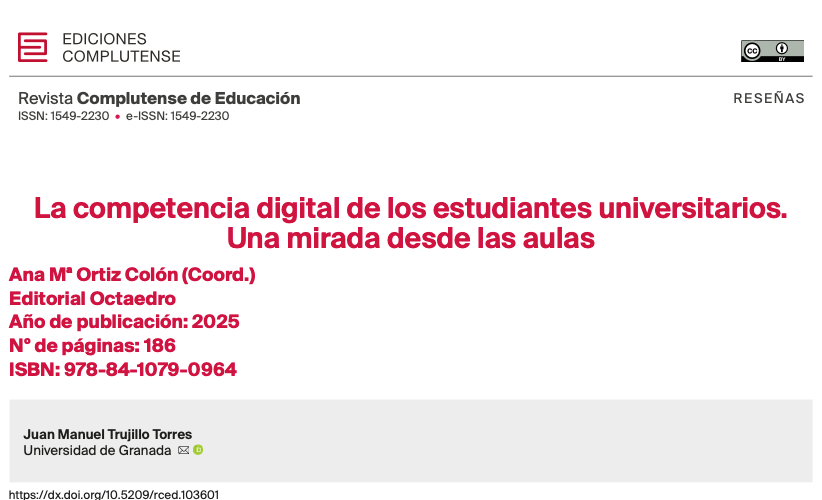 EDICIONES
COMPLUTENSE
cc
BY
Revista Complutense de Educación
RESEÑAS
ISSN: 1549-2230 • e-ISSN: 1549-2230
La competencia digital de los estudiantes universitarios.
Una mirada desde las aulas
Ana Mª Ortiz Colón (Coord.)
Editorial Octaedro
Año de publicación: 2025
Nº de páginas: 186
ISBN: 978-84-1079-0964
Juan Manuel Trujillo Torres
Universidad de Granada
https://dx.doi.org/10.5209/rced.103601